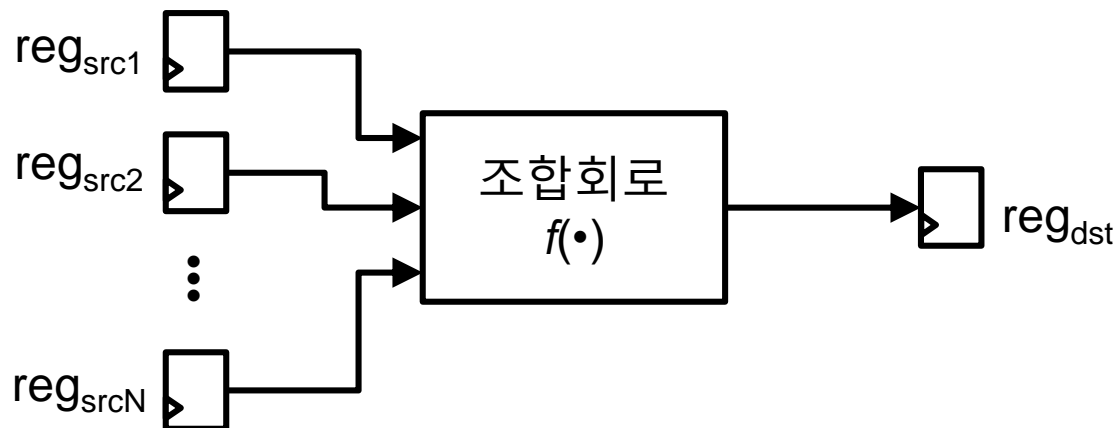 reg_src1
reg_src2
reg_srcN
조합회로
f(•)
reg_dst